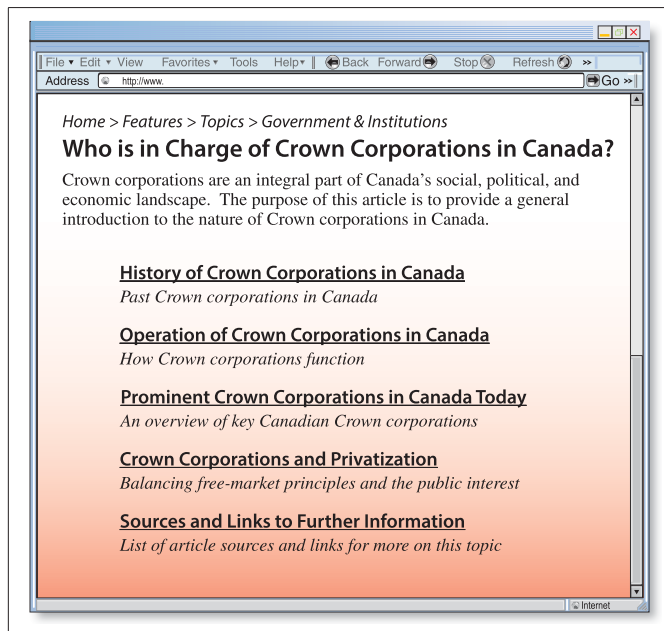 File Edit View Favorites Tools Help Back Forward Stop Refresh »
Address http://www. Go »
Home > Features > Topics > Government & Institutions
Who is in Charge of Crown Corporations in Canada?
Crown corporations are an integral part of Canada's social, political, and
economic landscape. The purpose of this article is to provide a general
introduction to the nature of Crown corporations in Canada.
History of Crown Corporations in Canada
Past Crown corporations in Canada
Operation of Crown Corporations in Canada
How Crown corporations function
Prominent Crown Corporations in Canada Today
An overview of key Canadian Crown corporations
Crown Corporations and Privatization
Balancing free-market principles and the public interest
Sources and Links to Further Information
List of article sources and links for more on this topic
Internet